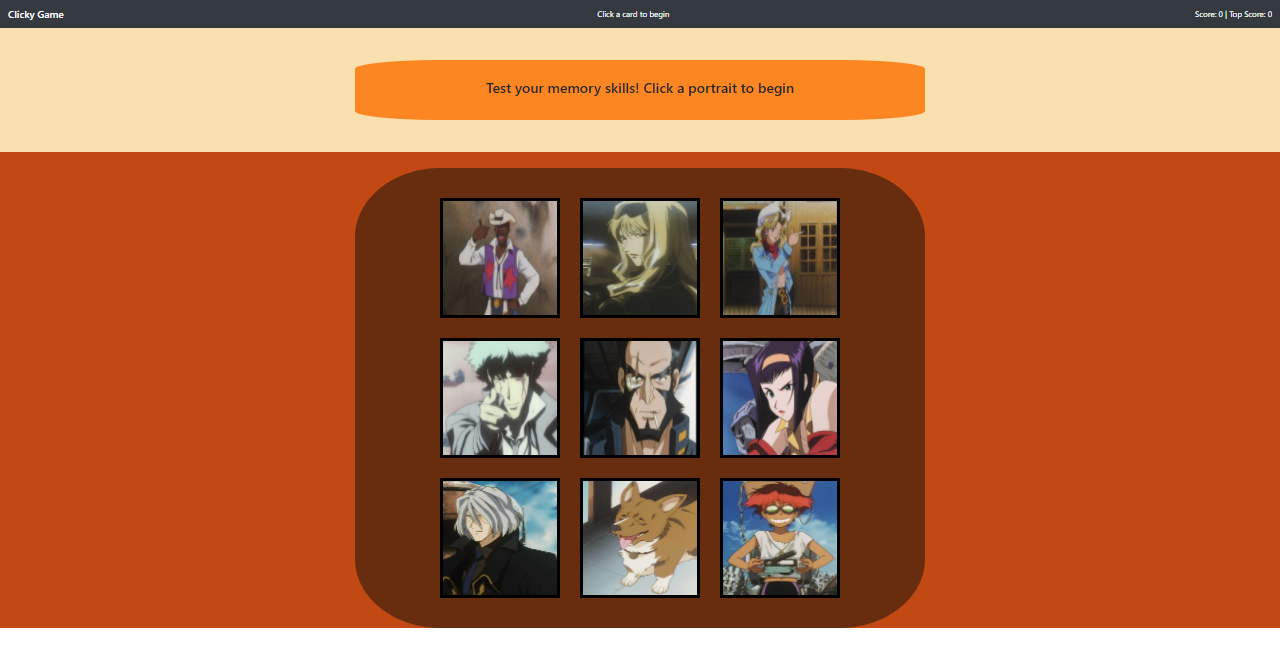 Clicky Game
Click a card to begin
Score: 0 | Top Score: 0
Test your memory skills! Click a portrait to begin